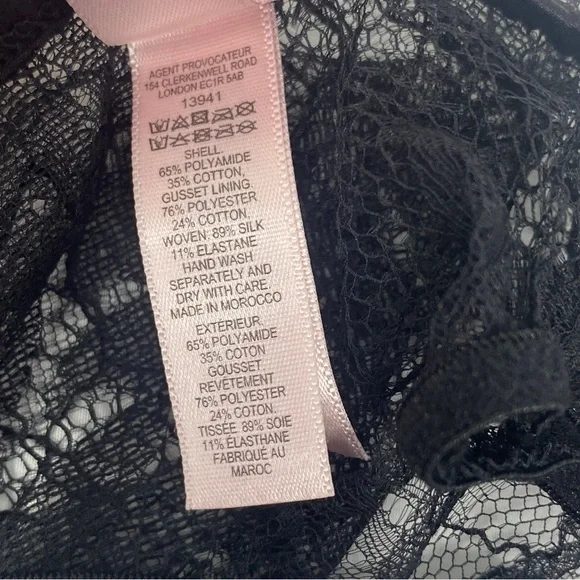 AGENT PROVOCATEUR
154 CLERKENWELL ROAD
LONDON EC1R 5AB
13941
SHELL.
65% POLYAMIDE
35% COTTON,
GUSSET LINING
76% POLYESTER
24% COTTON,
WOVEN: 89% SILK
11% ELASTANE
HAND WASH
SEPARATELY AND
DRY WITH CARE.
MADE IN MOROCCO
EXTERIEUR.
65% POLYAMIDE
35% COTON
GOUSSET.
REVÊTEMENT
76% POLYESTER
24% COTON.
TISSÉE 89% SOIE
11% ÉLASTHANE
FABRIQUÉ AU
MAROC